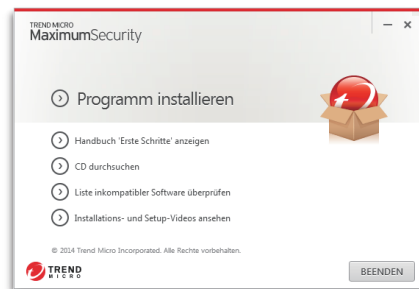 TREND MICRO
MaximumSecurity
Programm installieren
Handbuch 'Erste Schritte' anzeigen
CD durchsuchen
Liste inkompatibler Software überprüfen
Installations- und Setup-Videos ansehen
© 2014 Trend Micro Incorporated. Alle Rechte vorbehalten.
TREND
MICRO
BEENDEN